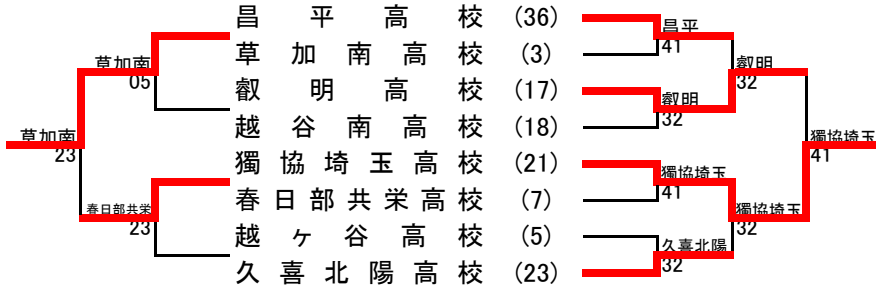 昌平高校 (36)
昌平
41
草加南高校 (3)
草加南
05
叡明
32
叡明高校 (17)
叡明
32
越谷南高校 (18)
草加南
23
獨協埼玉
41
獨協埼玉高校 (21)
獨協埼玉
41
春日部共栄高校 (7)
春日部共栄
23
獨協埼玉
32
越ヶ谷高校 (5)
久喜北陽
32
久喜北陽高校 (23)